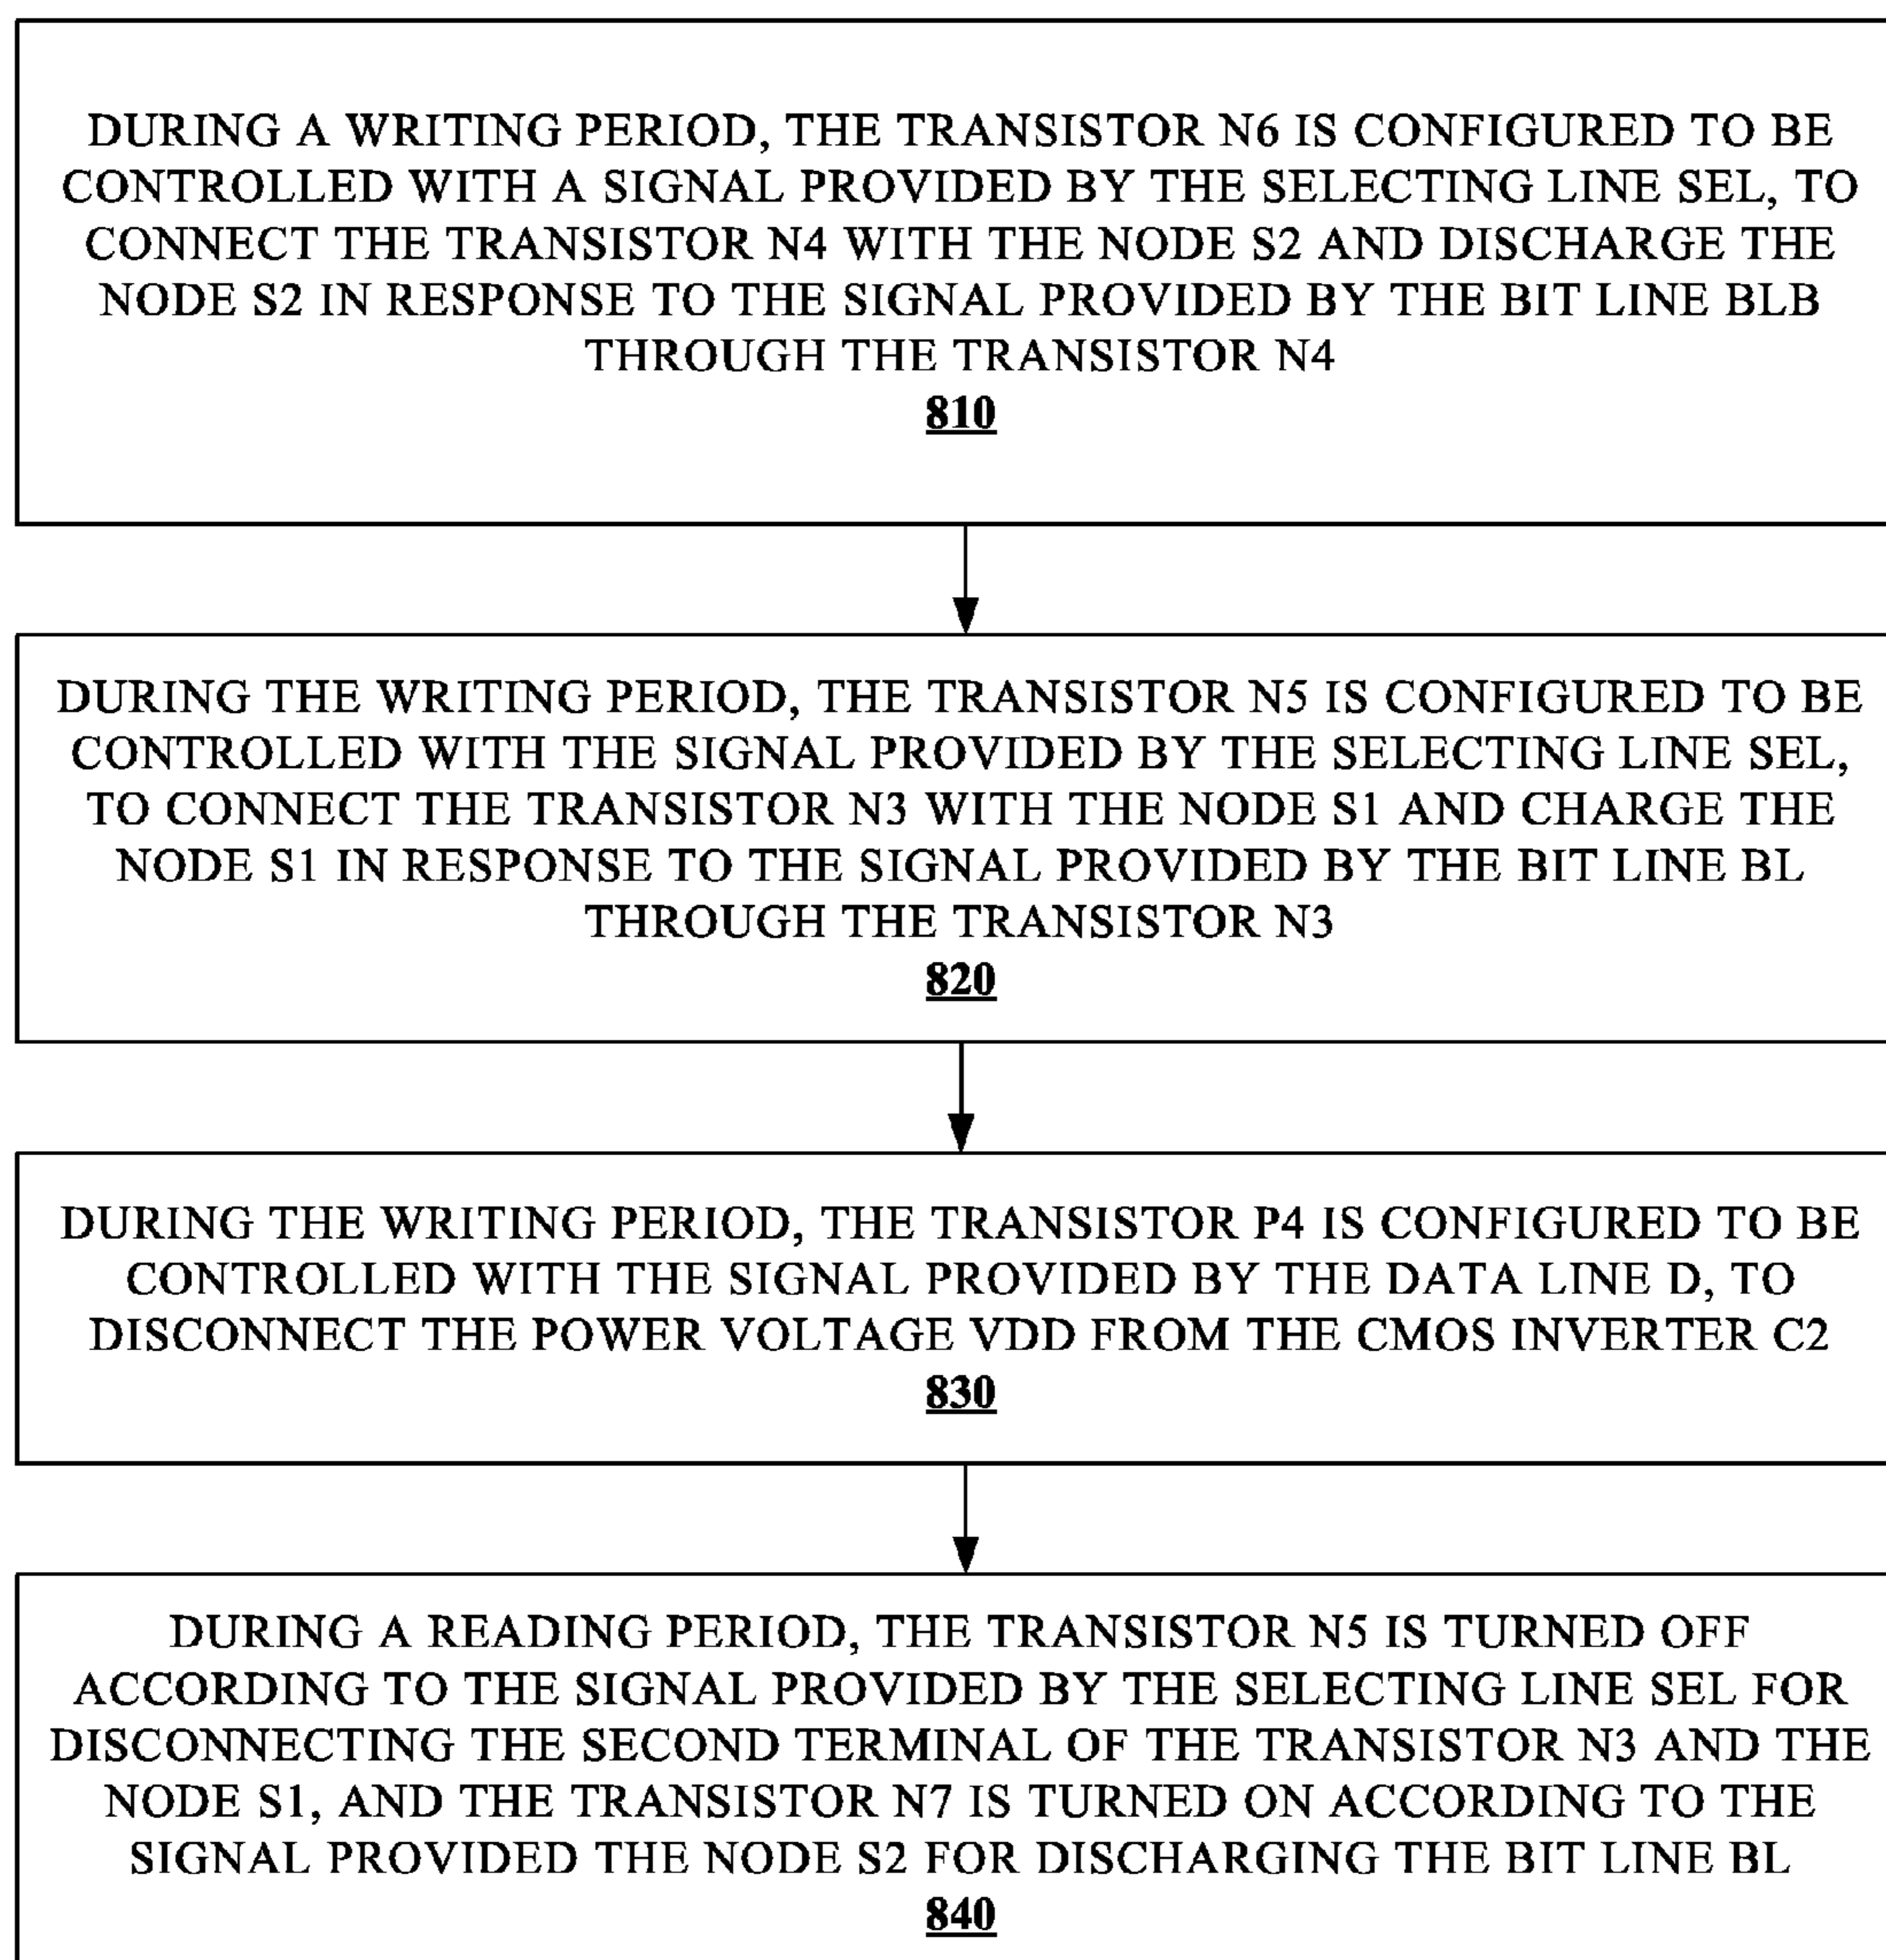 DURING A WRITING PERIOD, THE TRANSISTOR N6 IS CONFIGURED TO BE
CONTROLLED WITH A SIGNAL PROVIDED BY THE SELECTING LINE SEL, TO
CONNECT THE TRANSISTOR N4 WITH THE NODE S2 AND DISCHARGE THE
NODE S2 IN RESPONSE TO THE SIGNAL PROVIDED BY THE BIT LINE BLB
THROUGH THE TRANSISTOR N4
810
DURING THE WRITING PERIOD, THE TRANSISTOR N5 IS CONFIGURED TO BE
CONTROLLED WITH THE SIGNAL PROVIDED BY THE SELECTING LINE SEL,
TO CONNECT THE TRANSISTOR N3 WITH THE NODE S1 AND CHARGE THE
NODE S1 IN RESPONSE TO THE SIGNAL PROVIDED BY THE BIT LINE BL
THROUGH THE TRANSISTOR N3
820
DURING THE WRITING PERIOD, THE TRANSISTOR P4 IS CONFIGURED TO BE
CONTROLLED WITH THE SIGNAL PROVIDED BY THE DATA LINE D, TO
DISCONNECT THE POWER VOLTAGE VDD FROM THE CMOS INVERTER C2
830
DURING A READING PERIOD, THE TRANSISTOR N5 IS TURNED OFF
ACCORDING TO THE SIGNAL PROVIDED BY THE SELECTING LINE SEL FOR
DISCONNECTING THE SECOND TERMINAL OF THE TRANSISTOR N3 AND THE
NODE S1, AND THE TRANSISTOR N7 IS TURNED ON ACCORDING TO THE
SIGNAL PROVIDED THE NODE S2 FOR DISCHARGING THE BIT LINE BL
840